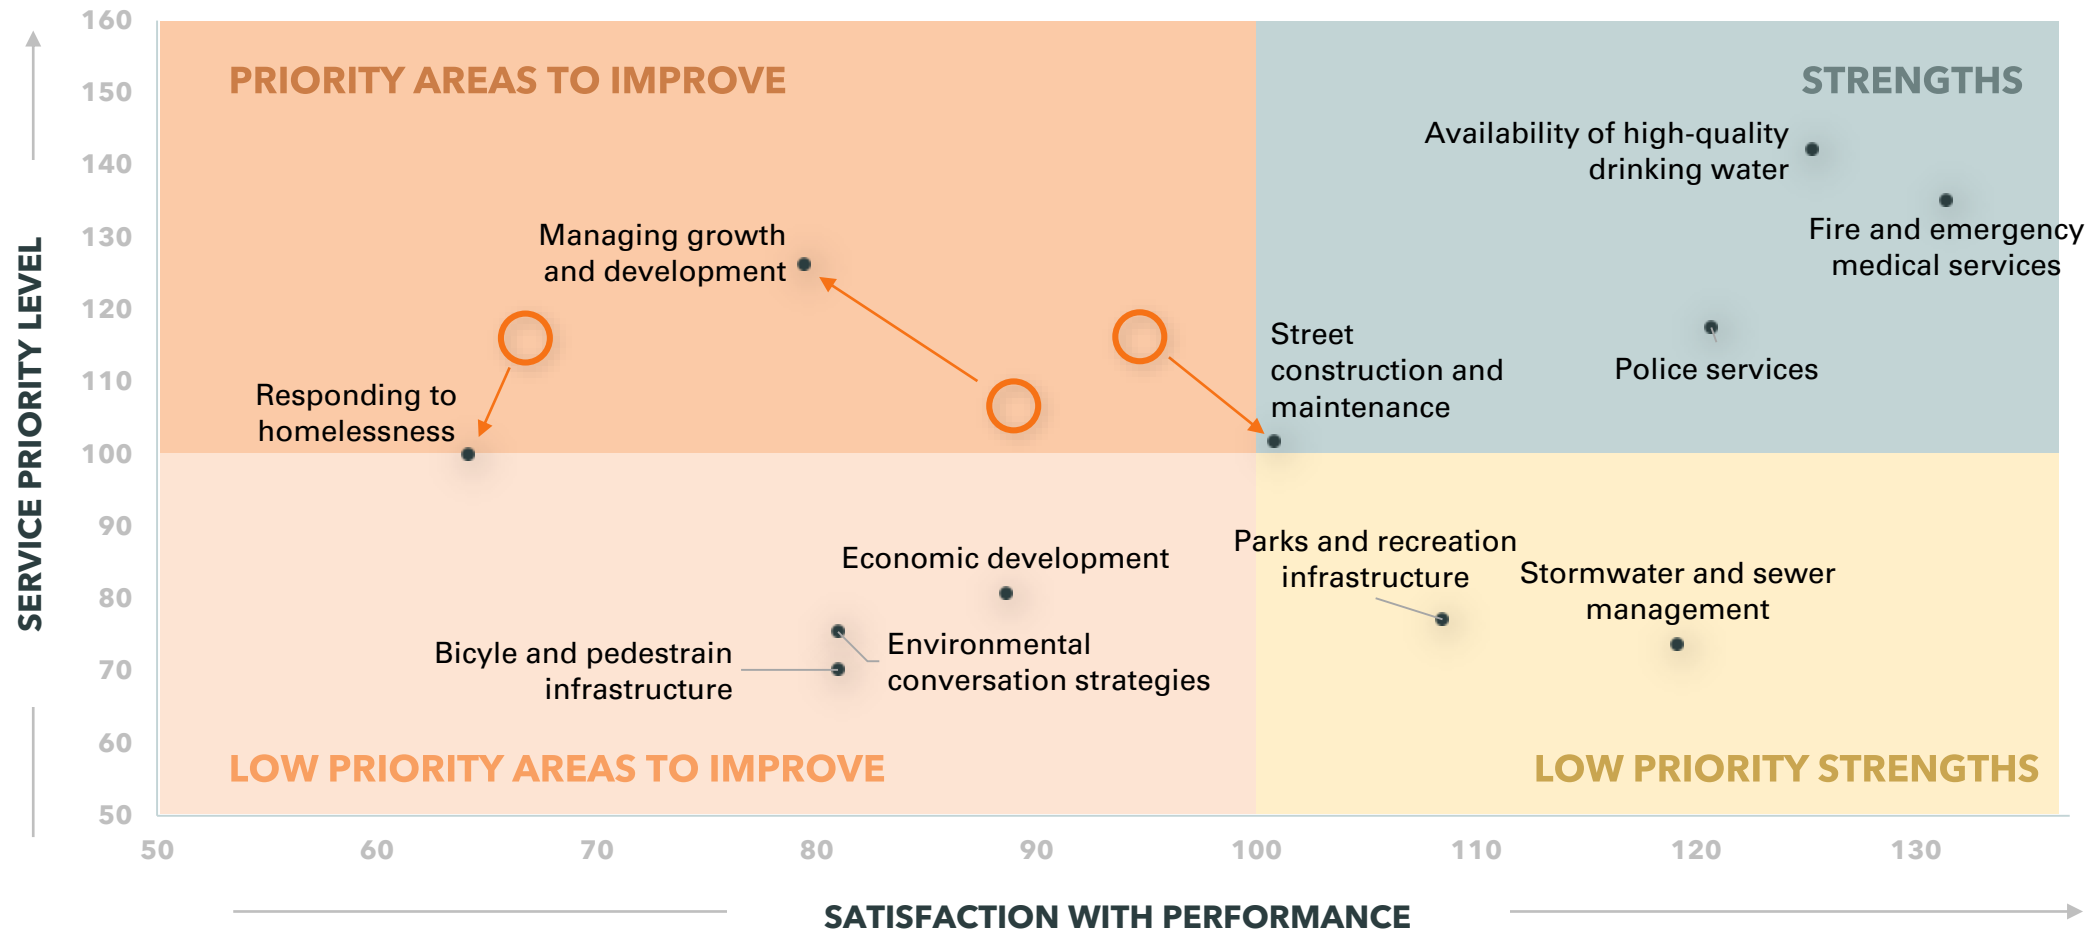 160
150
140
130
120
110
100
90
80
70
60
50
SERVICE PRIORITY LEVEL
PRIORITY AREAS TO IMPROVE
STRENGTHS
Availability of high-quality
drinking water
Fire and emergency
medical services
Managing growth
and development
Street
construction and
maintenance
Police services
Responding to
homelessness
Economic development
Parks and recreation
infrastructure
Stormwater and sewer
management
Bicyle and pedestrain
infrastructure
Environmental
conversation strategies
LOW PRIORITY AREAS TO IMPROVE
LOW PRIORITY STRENGTHS
50 60 70 80 90 100 110 120 130
SATISFACTION WITH PERFORMANCE